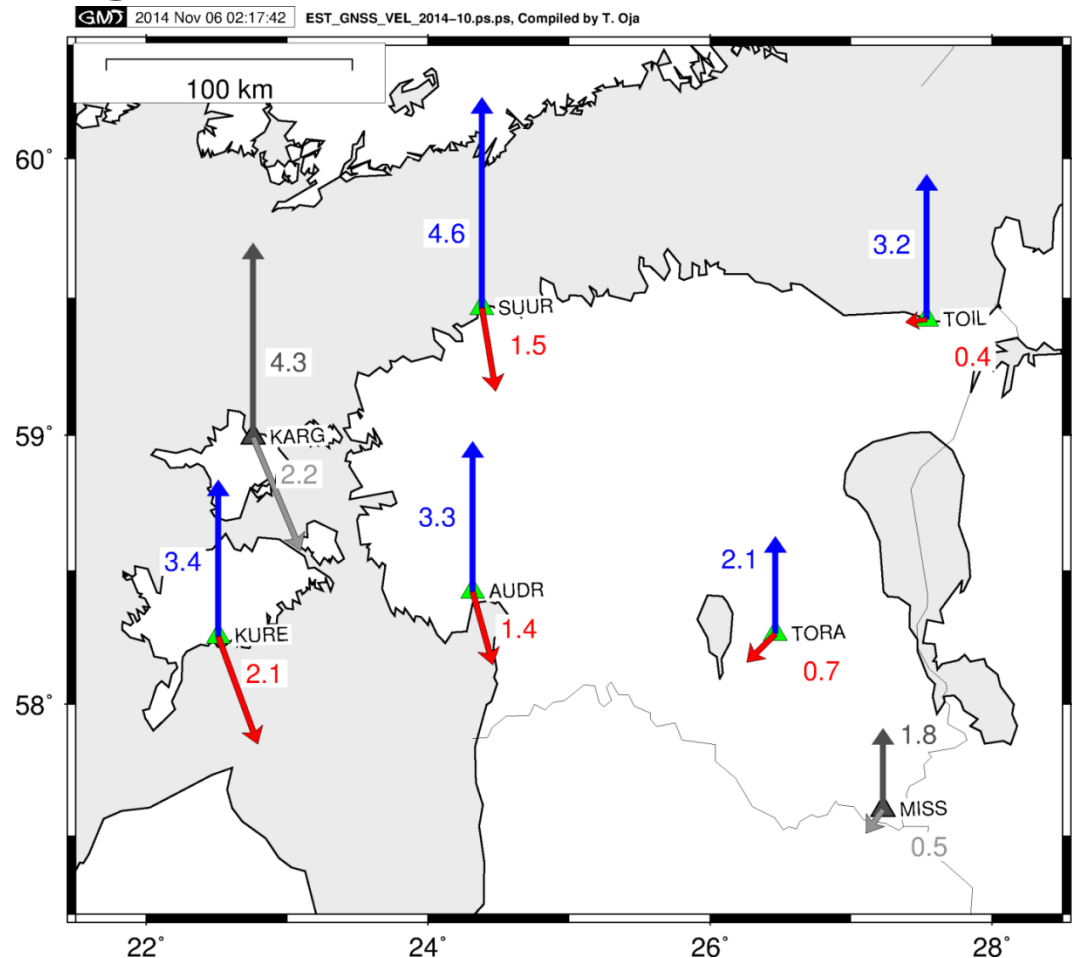 GMT 2014 Nov 06 02:17:42 EST_GNSS_VEL_2014−10.ps.ps, Compiled by T. Oja
100 km
60˚
4.6
3.2
SUUR
TOIL
1.5
0.4
4.3
59˚
KARG
2.2
3.3
3.4
2.1
AUDR
1.4
KURE
TORA
2.1
0.7
58˚
1.8
MISS
0.5
22˚ 24˚ 26˚ 28˚